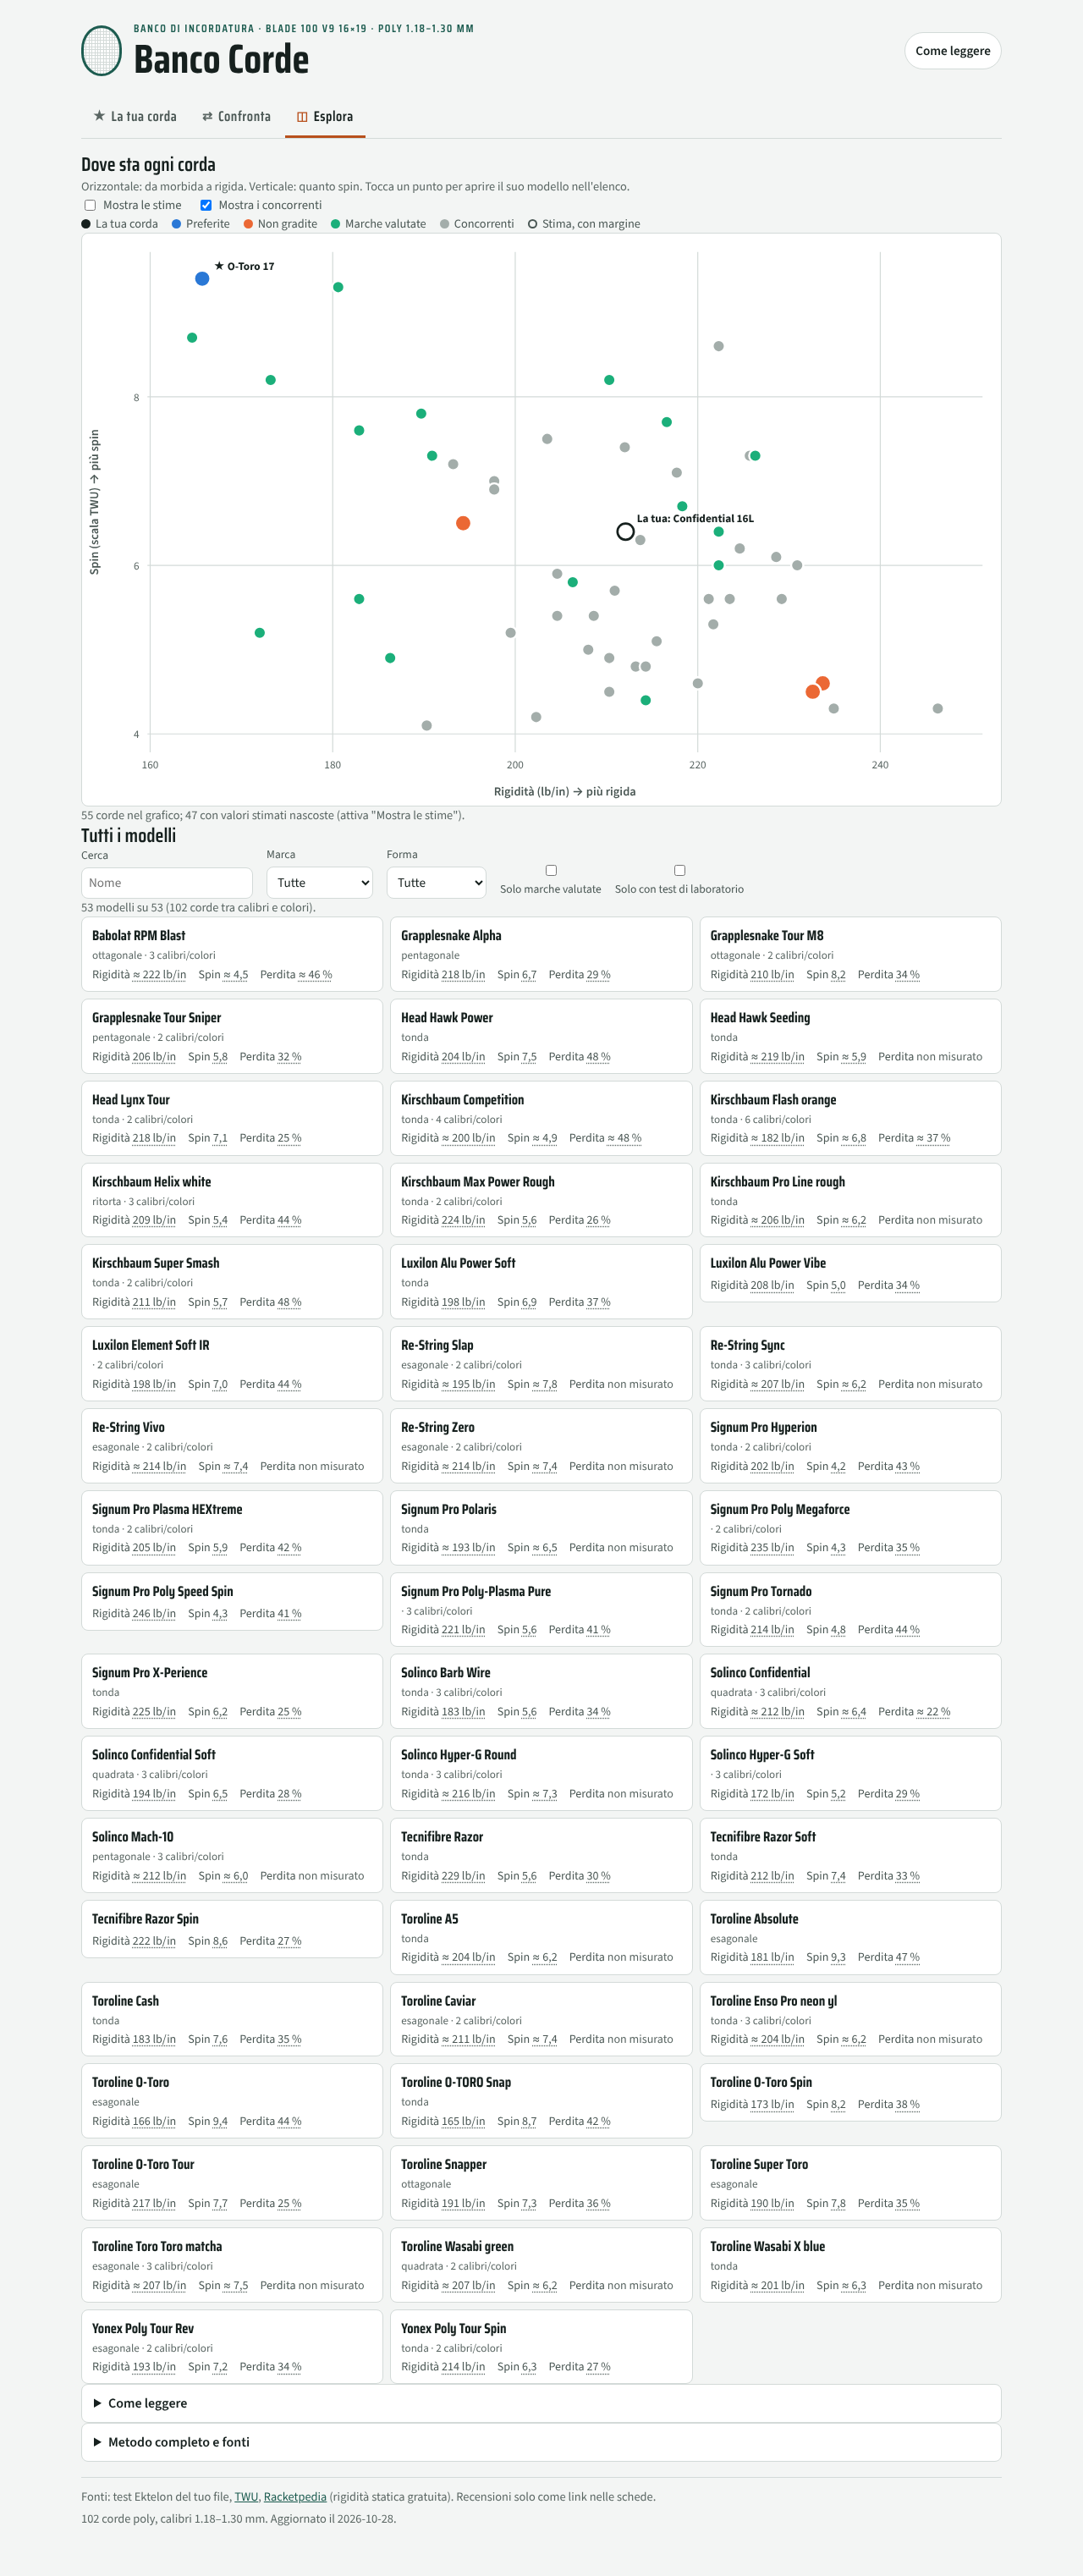 BANCO DI INCORDATURA · BLADE 100 V9 16×19 · POLY 1.18–1.30 MM
Banco Corde
Come leggere
★ La tua corda
⇄ Confronta
Esplora
Dove sta ogni corda
Orizzontale: da morbida a rigida. Verticale: quanto spin. Tocca un punto per aprire il suo modello nell'elenco.
Mostra le stime
Mostra i concorrenti
La tua corda
Preferite
Non gradite
Marche valutate
Concorrenti
Stima, con margine
★ O-Toro 17
La tua: Confidential 16L
8
6
4
Spin (scala TWU) → più spin
160
180
200
220
240
Rigidità (lb/in) → più rigida
55 corde nel grafico; 47 con valori stimati nascoste (attiva "Mostra le stime").
Tutti i modelli
Cerca
Marca
Forma
Nome
Tutte
Tutte
Solo marche valutate
Solo con test di laboratorio
53 modelli su 53 (102 corde tra calibri e colori).
Babolat RPM Blast
ottagonale · 3 calibri/colori
Rigidità ≈ 222 lb/in Spin ≈ 4,5 Perdita ≈ 46 %
Grapplesnake Alpha
pentagonale
Rigidità 218 lb/in Spin 6,7 Perdita 29 %
Grapplesnake Tour M8
ottagonale · 2 calibri/colori
Rigidità 210 lb/in Spin 8,2 Perdita 34 %
Grapplesnake Tour Sniper
pentagonale · 2 calibri/colori
Rigidità 206 lb/in Spin 5,8 Perdita 32 %
Head Hawk Power
tonda
Rigidità 204 lb/in Spin 7,5 Perdita 48 %
Head Hawk Seeding
tonda
Rigidità ≈ 219 lb/in Spin ≈ 5,9 Perdita non misurato
Head Lynx Tour
tonda · 2 calibri/colori
Rigidità 218 lb/in Spin 7,1 Perdita 25 %
Kirschbaum Competition
tonda · 4 calibri/colori
Rigidità ≈ 200 lb/in Spin ≈ 4,9 Perdita ≈ 48 %
Kirschbaum Flash orange
tonda · 6 calibri/colori
Rigidità ≈ 182 lb/in Spin ≈ 6,8 Perdita ≈ 37 %
Kirschbaum Helix white
ritorta · 3 calibri/colori
Rigidità 209 lb/in Spin 5,4 Perdita 44 %
Kirschbaum Max Power Rough
tonda · 2 calibri/colori
Rigidità 224 lb/in Spin 5,6 Perdita 26 %
Kirschbaum Pro Line rough
tonda
Rigidità ≈ 206 lb/in Spin ≈ 6,2 Perdita non misurato
Kirschbaum Super Smash
tonda · 2 calibri/colori
Rigidità 211 lb/in Spin 5,7 Perdita 48 %
Luxilon Alu Power Soft
tonda
Rigidità 198 lb/in Spin 6,9 Perdita 37 %
Luxilon Alu Power Vibe
Rigidità 208 lb/in Spin 5,0 Perdita 34 %
Luxilon Element Soft IR
· 2 calibri/colori
Rigidità 198 lb/in Spin 7,0 Perdita 44 %
Re-String Slap
esagonale · 2 calibri/colori
Rigidità ≈ 195 lb/in Spin ≈ 7,8 Perdita non misurato
Re-String Sync
tonda · 3 calibri/colori
Rigidità ≈ 207 lb/in Spin ≈ 6,2 Perdita non misurato
Re-String Vivo
esagonale · 2 calibri/colori
Rigidità ≈ 214 lb/in Spin ≈ 7,4 Perdita non misurato
Re-String Zero
esagonale · 2 calibri/colori
Rigidità ≈ 214 lb/in Spin ≈ 7,4 Perdita non misurato
Signum Pro Hyperion
tonda · 2 calibri/colori
Rigidità 202 lb/in Spin 4,2 Perdita 43 %
Signum Pro Plasma HEXtreme
tonda · 2 calibri/colori
Rigidità 205 lb/in Spin 5,9 Perdita 42 %
Signum Pro Polaris
tonda
Rigidità ≈ 193 lb/in Spin ≈ 6,5 Perdita non misurato
Signum Pro Poly Megaforce
· 2 calibri/colori
Rigidità 235 lb/in Spin 4,3 Perdita 35 %
Signum Pro Poly Speed Spin
Rigidità 246 lb/in Spin 4,3 Perdita 41 %
Signum Pro Poly-Plasma Pure
· 3 calibri/colori
Rigidità 221 lb/in Spin 5,6 Perdita 41 %
Signum Pro Tornado
tonda · 2 calibri/colori
Rigidità 214 lb/in Spin 4,8 Perdita 44 %
Signum Pro X-Perience
tonda
Rigidità 225 lb/in Spin 6,2 Perdita 25 %
Solinco Barb Wire
tonda · 3 calibri/colori
Rigidità 183 lb/in Spin 5,6 Perdita 34 %
Solinco Confidential
quadrata · 3 calibri/colori
Rigidità ≈ 212 lb/in Spin ≈ 6,4 Perdita ≈ 22 %
Solinco Confidential Soft
quadrata · 3 calibri/colori
Rigidità 194 lb/in Spin 6,5 Perdita 28 %
Solinco Hyper-G Round
tonda · 3 calibri/colori
Rigidità ≈ 216 lb/in Spin ≈ 7,3 Perdita non misurato
Solinco Hyper-G Soft
· 3 calibri/colori
Rigidità 172 lb/in Spin 5,2 Perdita 29 %
Solinco Mach-10
pentagonale · 3 calibri/colori
Rigidità ≈ 212 lb/in Spin ≈ 6,0 Perdita non misurato
Tecnifibre Razor
tonda
Rigidità 229 lb/in Spin 5,6 Perdita 30 %
Tecnifibre Razor Soft
tonda
Rigidità 212 lb/in Spin 7,4 Perdita 33 %
Tecnifibre Razor Spin
Rigidità 222 lb/in Spin 8,6 Perdita 27 %
Toroline A5
tonda
Rigidità ≈ 204 lb/in Spin ≈ 6,2 Perdita non misurato
Toroline Absolute
esagonale
Rigidità 181 lb/in Spin 9,3 Perdita 47 %
Toroline Cash
tonda
Rigidità 183 lb/in Spin 7,6 Perdita 35 %
Toroline Caviar
esagonale · 2 calibri/colori
Rigidità ≈ 211 lb/in Spin ≈ 7,4 Perdita non misurato
Toroline Enso Pro neon yl
tonda · 3 calibri/colori
Rigidità ≈ 204 lb/in Spin ≈ 6,2 Perdita non misurato
Toroline O-Toro
esagonale
Rigidità 166 lb/in Spin 9,4 Perdita 44 %
Toroline O-TORO Snap
tonda
Rigidità 165 lb/in Spin 8,7 Perdita 42 %
Toroline O-Toro Spin
Rigidità 173 lb/in Spin 8,2 Perdita 38 %
Toroline O-Toro Tour
esagonale
Rigidità 217 lb/in Spin 7,7 Perdita 25 %
Toroline Snapper
ottagonale
Rigidità 191 lb/in Spin 7,3 Perdita 36 %
Toroline Super Toro
esagonale
Rigidità 190 lb/in Spin 7,8 Perdita 35 %
Toroline Toro Toro matcha
esagonale · 3 calibri/colori
Rigidità ≈ 207 lb/in Spin ≈ 7,5 Perdita non misurato
Toroline Wasabi green
quadrata · 2 calibri/colori
Rigidità ≈ 207 lb/in Spin ≈ 6,2 Perdita non misurato
Toroline Wasabi X blue
tonda
Rigidità ≈ 201 lb/in Spin ≈ 6,3 Perdita non misurato
Yonex Poly Tour Rev
esagonale · 2 calibri/colori
Rigidità 193 lb/in Spin 7,2 Perdita 34 %
Yonex Poly Tour Spin
tonda · 2 calibri/colori
Rigidità 214 lb/in Spin 6,3 Perdita 27 %
Come leggere
Metodo completo e fonti
Fonti: test Ektelon del tuo file, TWU, Racketpedia (rigidità statica gratuita). Recensioni solo come link nelle schede.
102 corde poly, calibri 1.18–1.30 mm. Aggiornato il 2026-10-28.